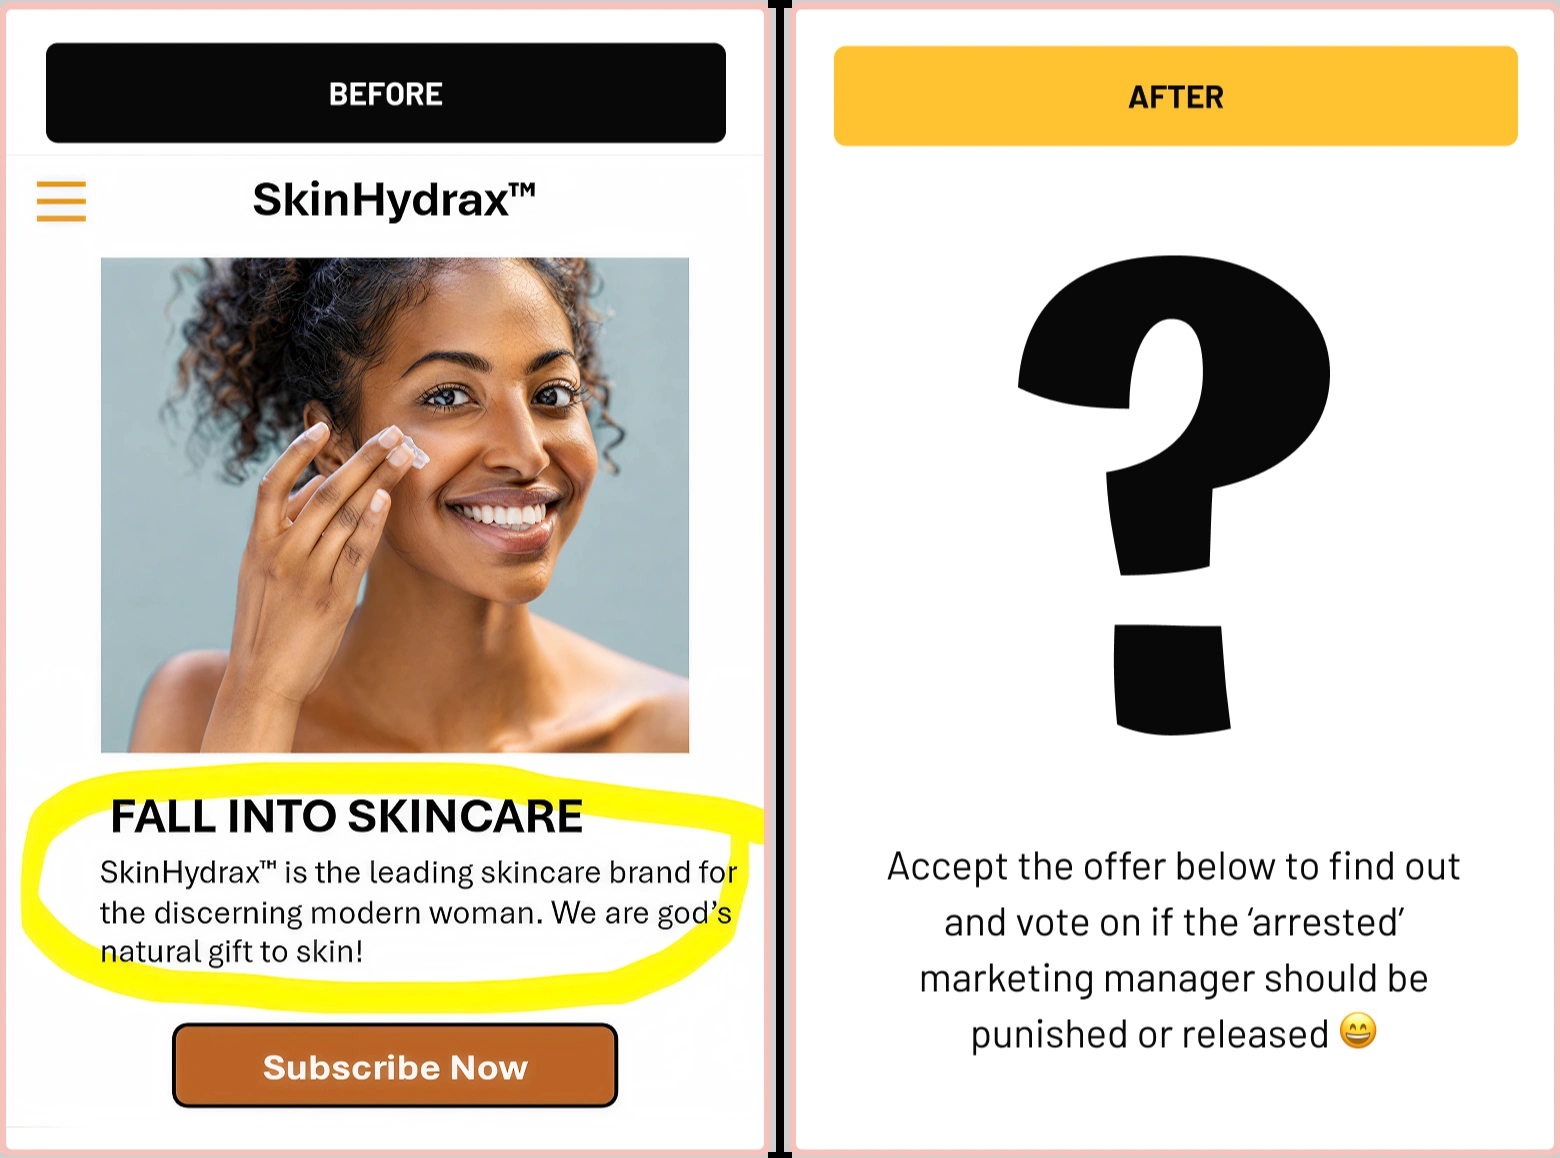 BEFORE
SkinHydrax™
FALL INTO SKINCARE
SkinHydrax™ is the leading skincare brand for
the discerning modern woman. We are god’s
natural gift to skin!
Subscribe Now
AFTER
?
Accept the offer below to find out
and vote on if the ‘arrested’
marketing manager should be
punished or released 😄